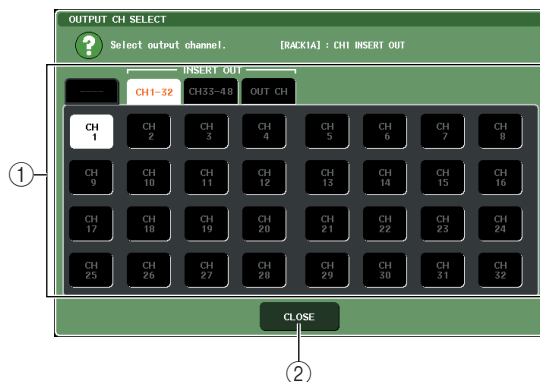 OUTPUT CH SELECT
? Select output channel. [RACK1A] : CH1 INSERT OUT
INSERT OUT
---- CH1-32 CH33-48 OUT CH
CH 1 CH 2 CH 3 CH 4 CH 5 CH 6 CH 7 CH 8
CH 9 CH 10 CH 11 CH 12 CH 13 CH 14 CH 15 CH 16
CH 17 CH 18 CH 19 CH 20 CH 21 CH 22 CH 23 CH 24
CH 25 CH 26 CH 27 CH 28 CH 29 CH 30 CH 31 CH 32
CLOSE
1
2